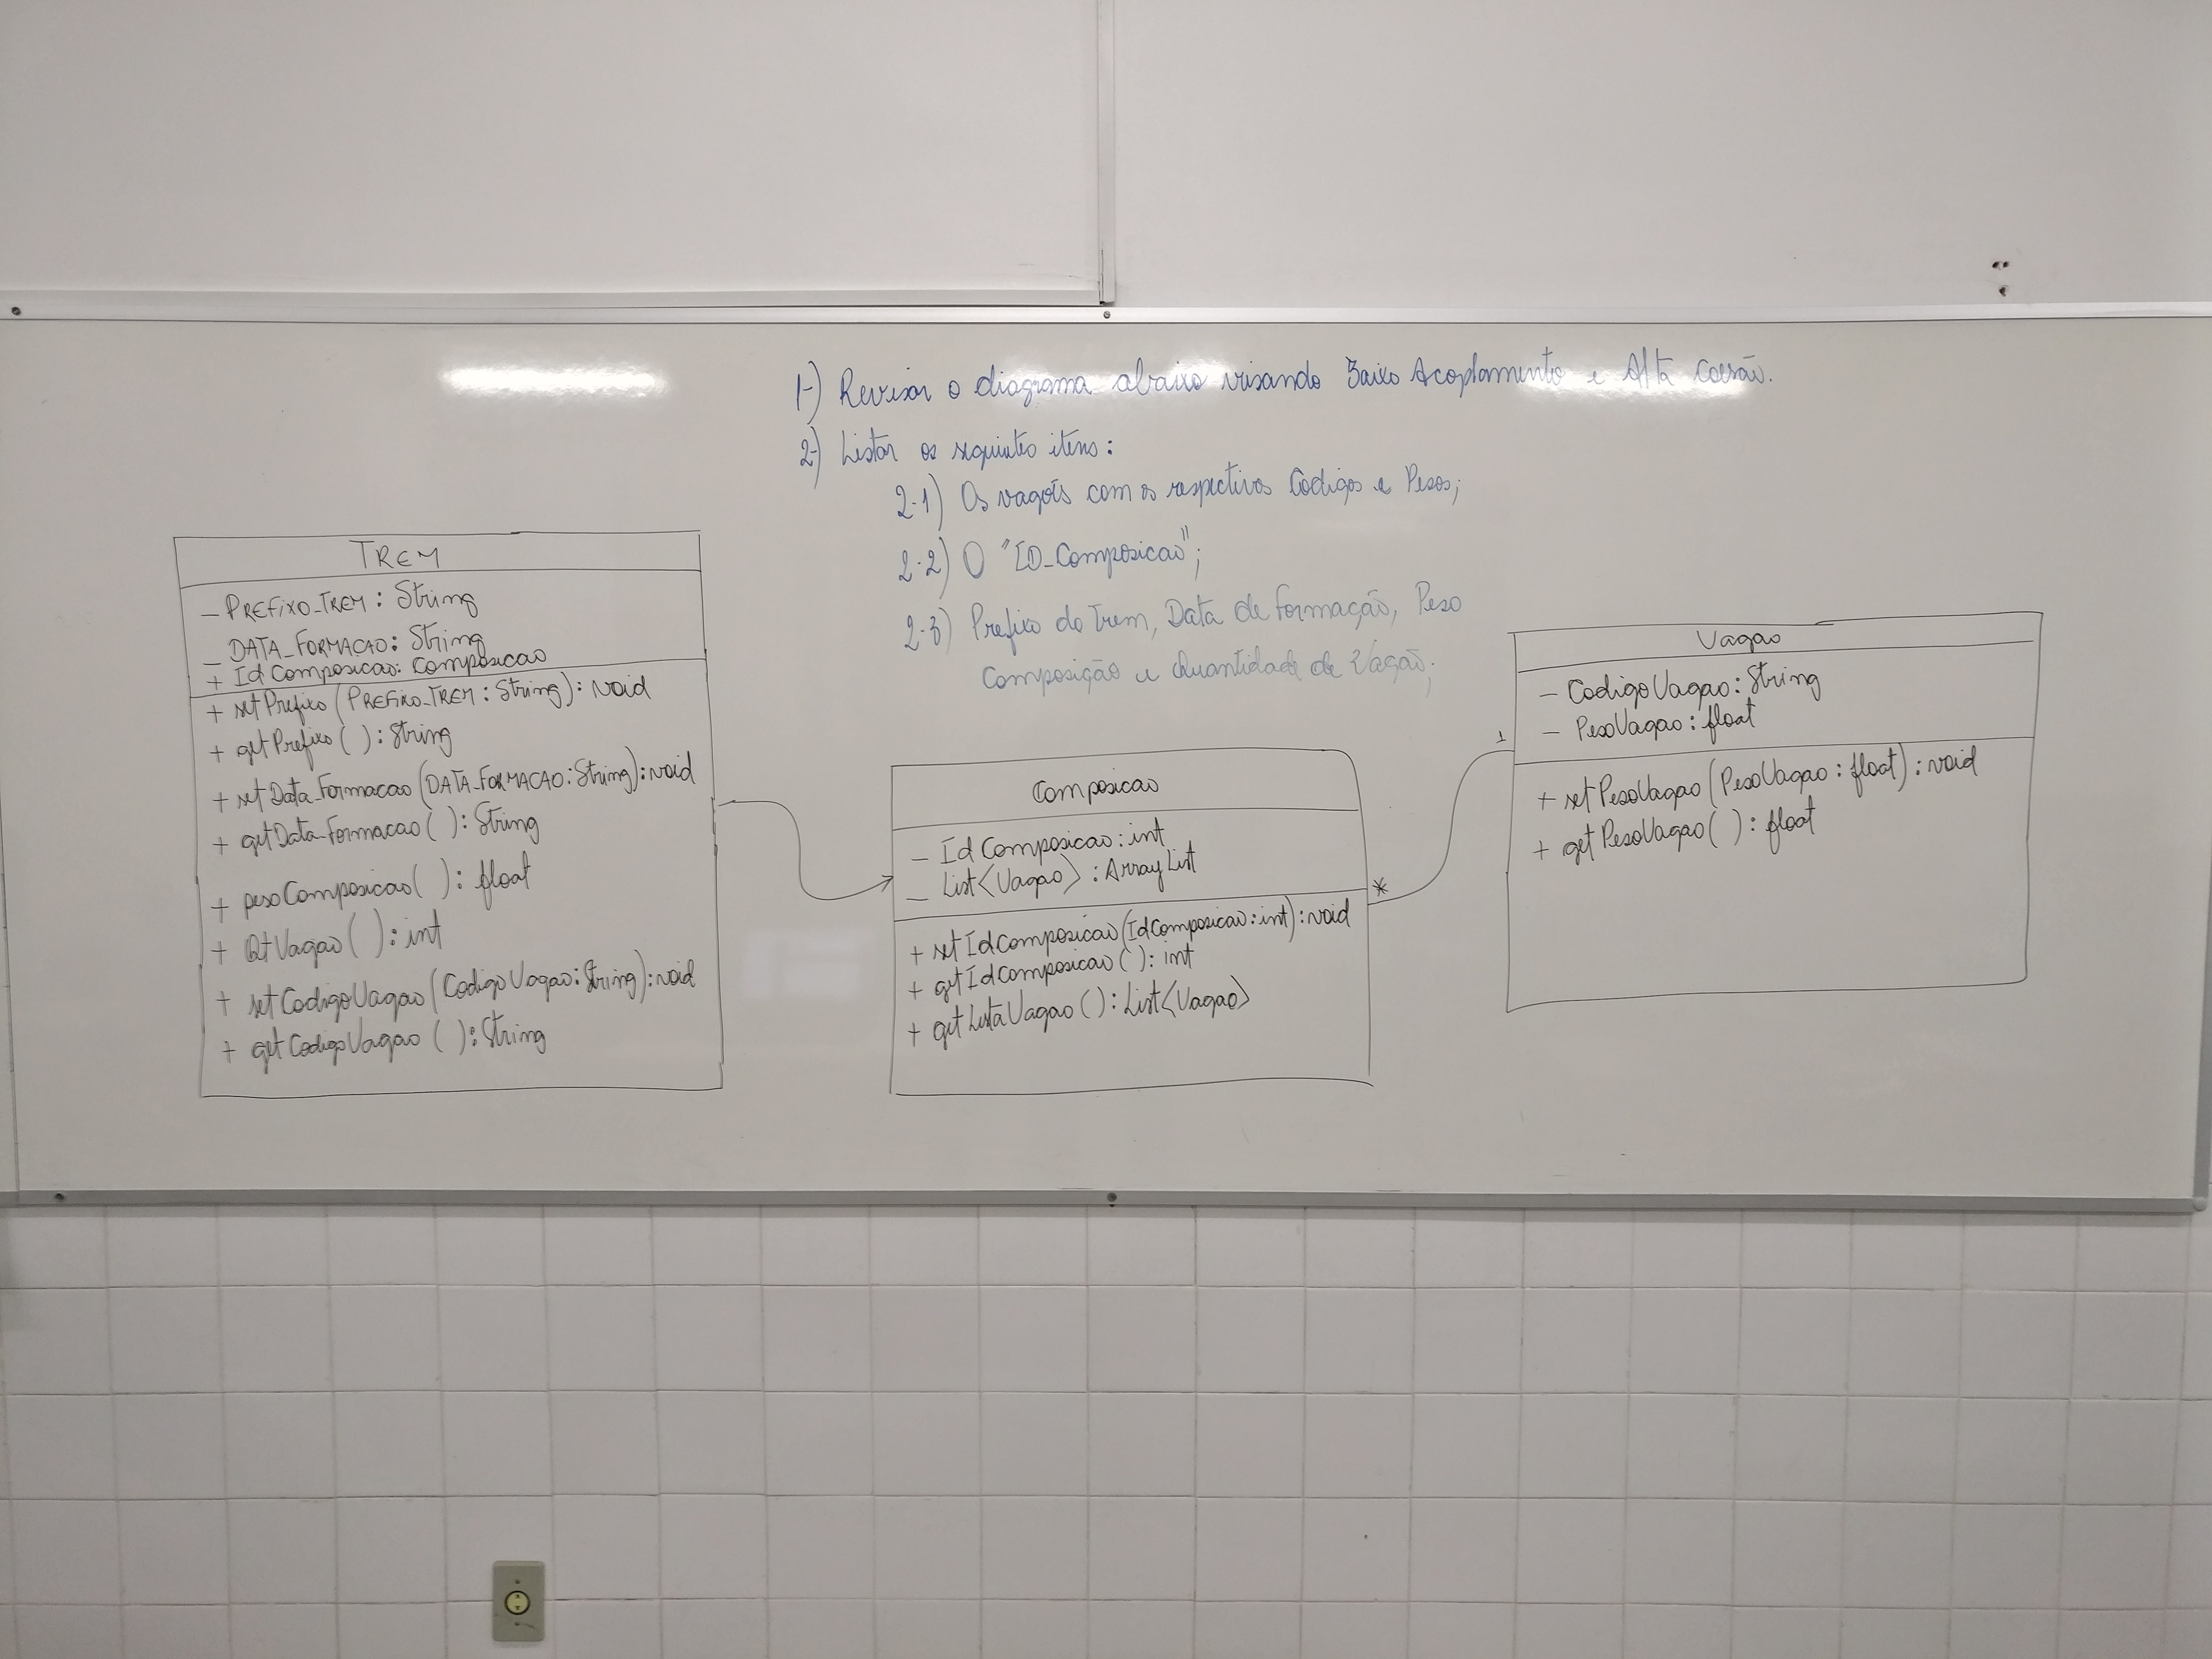 1-) Revisar o diagrama abaixo visando Baixo Acoplamento e Alta Coesão.
2-) Listar os seguintes itens:
2.1) Os vagões com os respectivos Codigos e Pesos;
2.2) O "ID_Composicao";
2.3) Prefixo do Trem, Data de Formação, Peso
Composição e Quantidade de Vagão;
TREM
- PREFIXO_TREM: String
- DATA_FORMACAO: String
+ IdComposicao: Composicao
+ setPrefixo(PREFIXO_TREM: String): void
+ getPrefixo( ): String
+ setData_Formacao(DATA_FORMACAO: String): void
+ getData_Formacao( ): String
+ pesoComposicao( ): float
+ QtVagao( ): int
+ setCodigoVagao(CodigoVagao: String): void
+ getCodigoVagao ( ): String
Composicao
- IdComposicao: int
- List<Vagao>: ArrayList
+ setIdComposicao(IdComposicao: int): void
+ getIdComposicao( ): int
+ getListaVagao(): List<Vagao>
*
1
Vagao
- CodigoVagao: String
- PesoVagao: float
+ setPesoVagao(PesoVagao: float): void
+ getPesoVagao( ): float